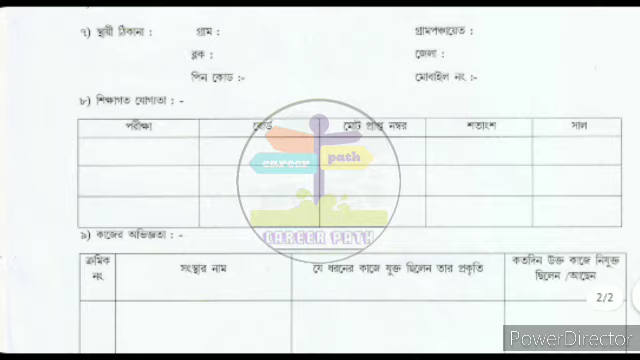 ৭) স্থায়ী ঠিকানা : গ্রাম : গ্রামপঞ্চায়েত :
ব্লক : জেলা :
পিন কোড :- মোবাইল নং :-
৮) শিক্ষাগত যোগ্যতা : -
পরীক্ষা বোর্ড মোট প্রাপ্ত নম্বর শতাংশ সাল
career path
CAREER PATH
৯) কাজের অভিজ্ঞতা : -
ক্রমিক নং সংস্থার নাম যে ধরনের কাজে যুক্ত ছিলেন তার প্রকৃতি কতদিন উক্ত কাজে নিযুক্ত ছিলেন /আছেন
2/2
PowerDirector